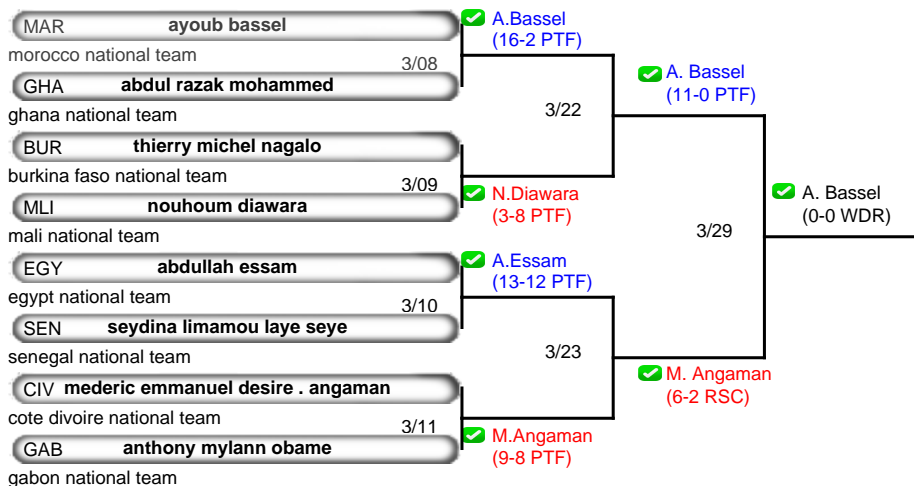 MAR ayoub bassel
morocco national team
3/08
GHA abdul razak mohammed
ghana national team
BUR thierry michel nagalo
burkina faso national team
3/09
MLI nouhoum diawara
mali national team
EGY abdullah essam
egypt national team
3/10
SEN seydina limamou laye seye
senegal national team
CIV mederic emmanuel desire . angaman
cote divoire national team
3/11
GAB anthony mylann obame
gabon national team
A.Bassel
(16-2 PTF)
3/22
N.Diawara
(3-8 PTF)
A.Essam
(13-12 PTF)
3/23
M.Angaman
(9-8 PTF)
A. Bassel
(11-0 PTF)
3/29
M. Angaman
(6-2 RSC)
A. Bassel
(0-0 WDR)